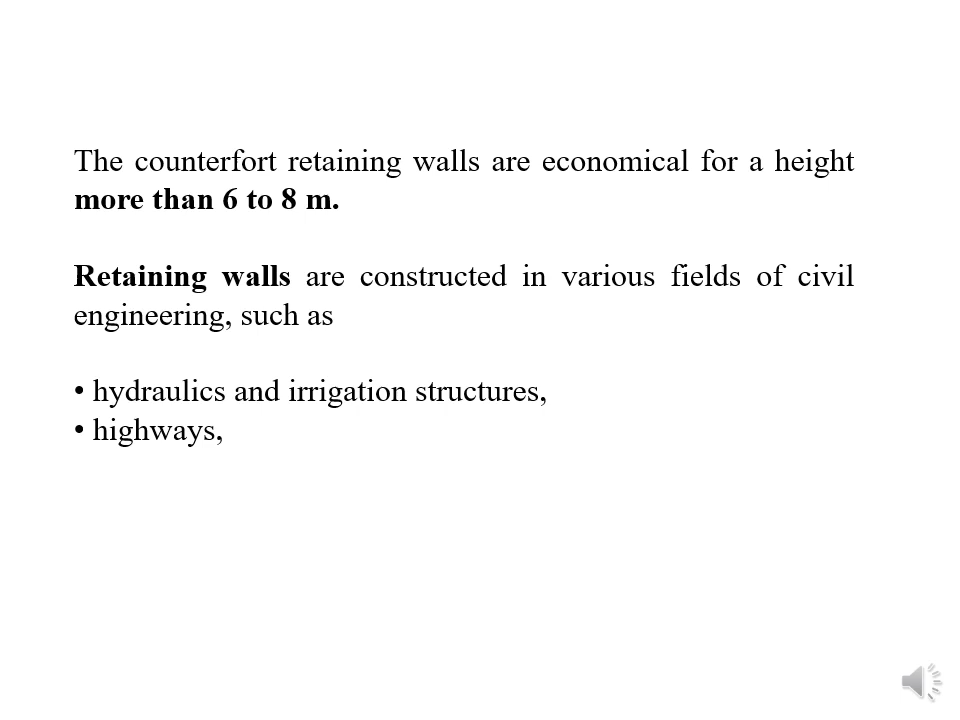 The counterfort retaining walls are economical for a height
more than 6 to 8 m.
Retaining walls are constructed in various fields of civil
engineering, such as
• hydraulics and irrigation structures,
• highways,